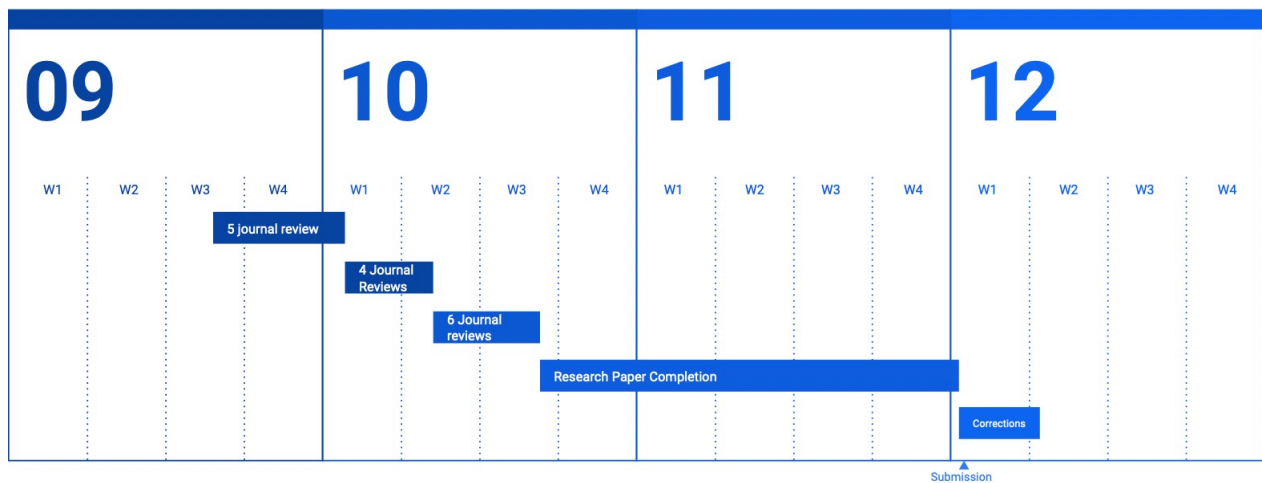 09 10 11 12
W1 W2 W3 W4 W1 W2 W3 W4 W1 W2 W3 W4 W1 W2 W3 W4
5 journal review
4 Journal
Reviews
6 Journal
reviews
Research Paper Completion
Corrections
Submission